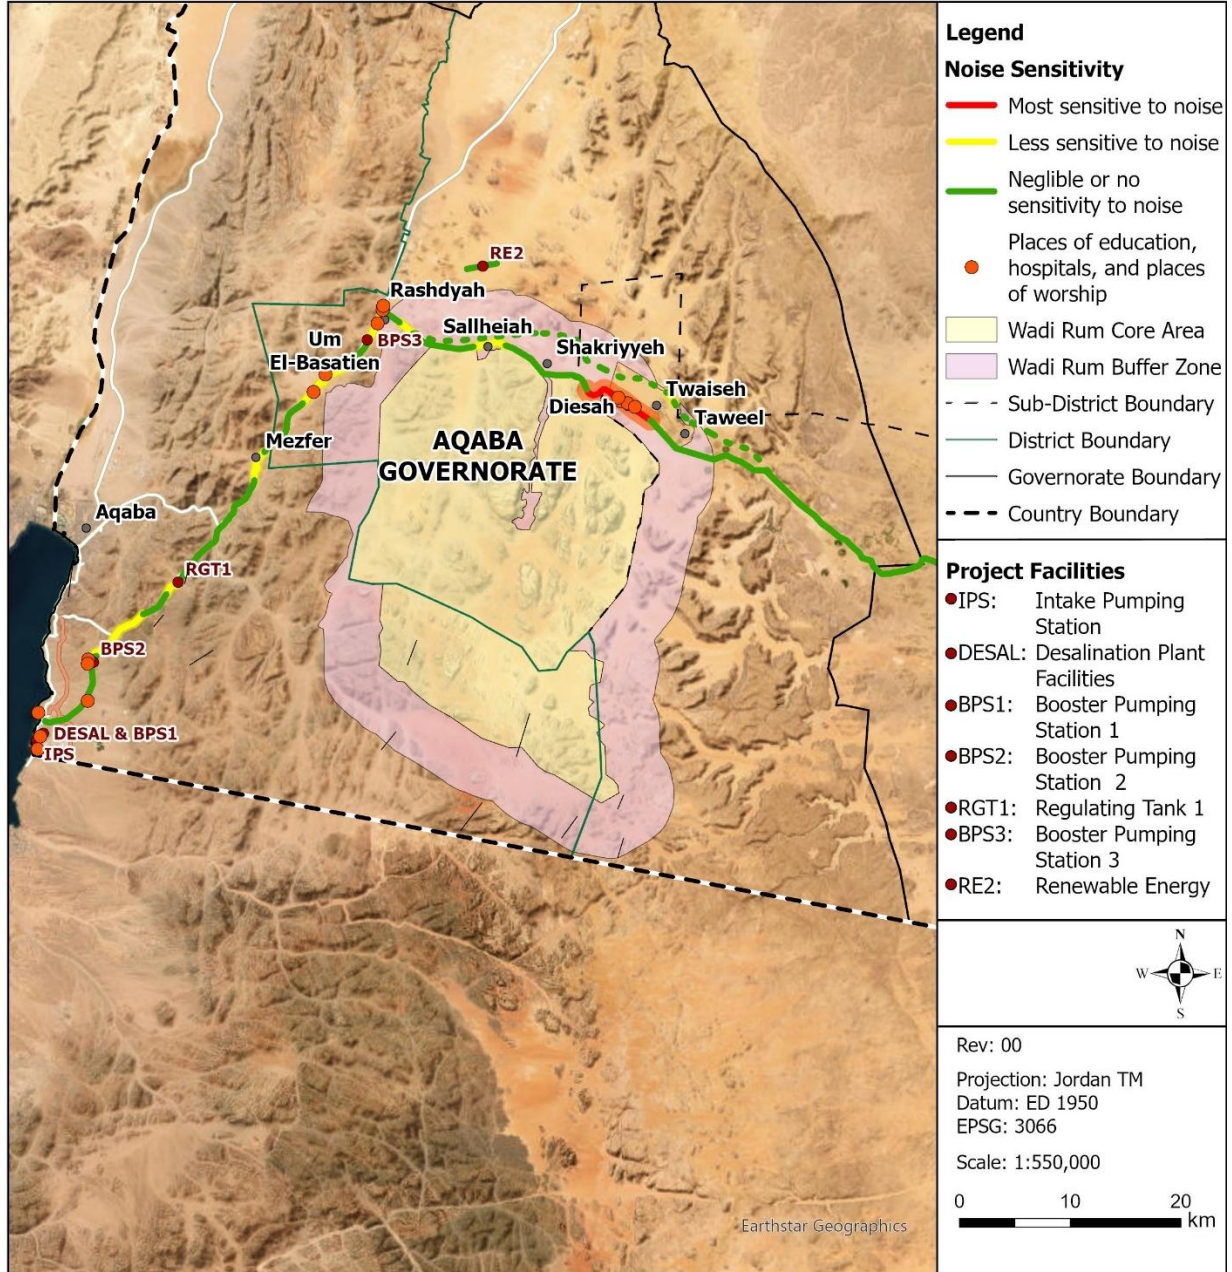 RE2
Rashdyah
BPS3
Sallheiah
Um
El-Basatien
Shakriyyeh
Diesah
Twaiseh
Taweel
Mezfer
AQABA
GOVERNORATE
Aqaba
RGT1
BPS2
DESAL & BPS1
IPS
Earthstar Geographics
Legend
Noise Sensitivity
Most sensitive to noise
Less sensitive to noise
Neglible or no
sensitivity to noise
Places of education,
hospitals, and places
of worship
Wadi Rum Core Area
Wadi Rum Buffer Zone
Sub-District Boundary
District Boundary
Governorate Boundary
Country Boundary
Project Facilities
IPS: Intake Pumping
Station
DESAL: Desalination Plant
Facilities
BPS1: Booster Pumping
Station 1
BPS2: Booster Pumping
Station 2
RGT1: Regulating Tank 1
BPS3: Booster Pumping
Station 3
RE2: Renewable Energy
N
W E
S
Rev: 00
Projection: Jordan TM
Datum: ED 1950
EPSG: 3066
Scale: 1:550,000
0 10 20
km